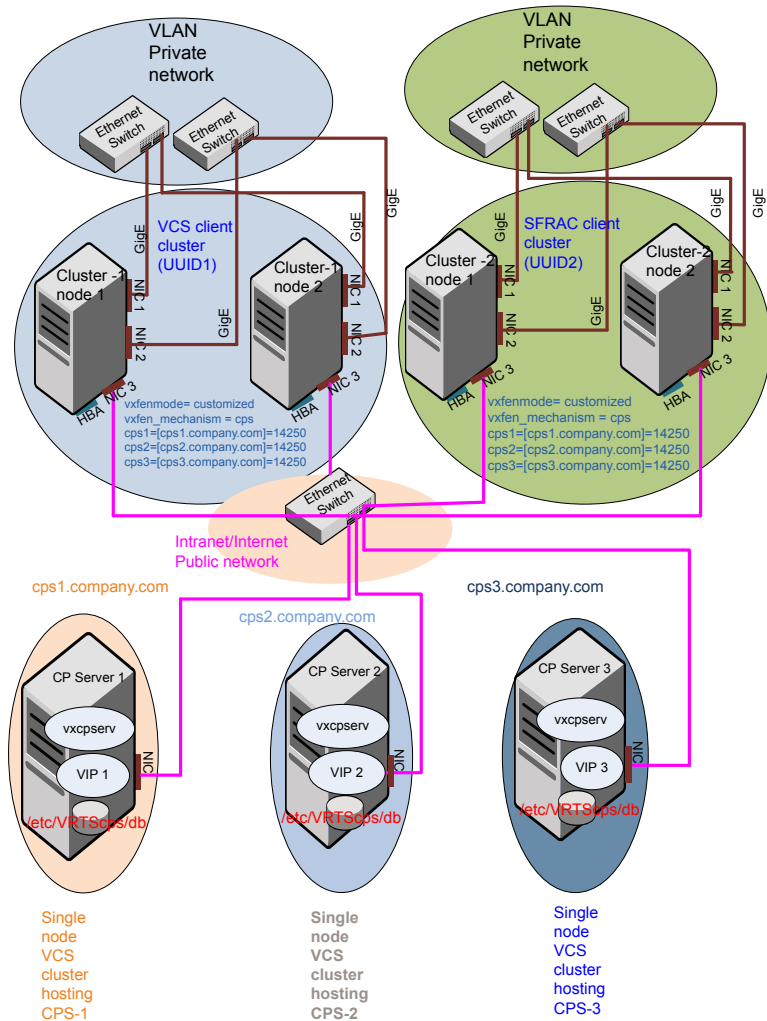 VLAN
Private
network
VLAN
Private
network
Ethernet
Switch
Ethernet
Switch
Ethernet
Switch
Ethernet
Switch
GigE
GigE
GigE
GigE
GigE
GigE
GigE
GigE
VCS client
cluster
(UUID1)
SFRAC client
cluster
(UUID2)
Cluster -1
node 1
NIC 1
NIC 2
NIC 3
HBA
Cluster-1
node 2
NIC 1
NIC 2
NIC 3
HBA
Cluster -2
node 1
NIC 1
NIC 2
NIC 3
HBA
Cluster-2
node 2
NIC 1
NIC 2
NIC 3
HBA
vxfenmode= customized
vxfen_mechanism = cps
cps1=[cps1.company.com]=14250
cps2=[cps2.company.com]=14250
cps3=[cps3.company.com]=14250
vxfenmode= customized
vxfen_mechanism = cps
cps1=[cps1.company.com]=14250
cps2=[cps2.company.com]=14250
cps3=[cps3.company.com]=14250
Ethernet
Switch
Intranet/Internet
Public network
cps1.company.com
cps2.company.com
cps3.company.com
CP Server 1
vxcpserv
VIP 1
NIC
/etc/VRTScps/db
CP Server 2
vxcpserv
VIP 2
NIC
/etc/VRTScps/db
CP Server 3
vxcpserv
VIP 3
NIC
/etc/VRTScps/db
Single
node
VCS
cluster
hosting
CPS-1
Single
node
VCS
cluster
hosting
CPS-2
Single
node
VCS
cluster
hosting
CPS-3